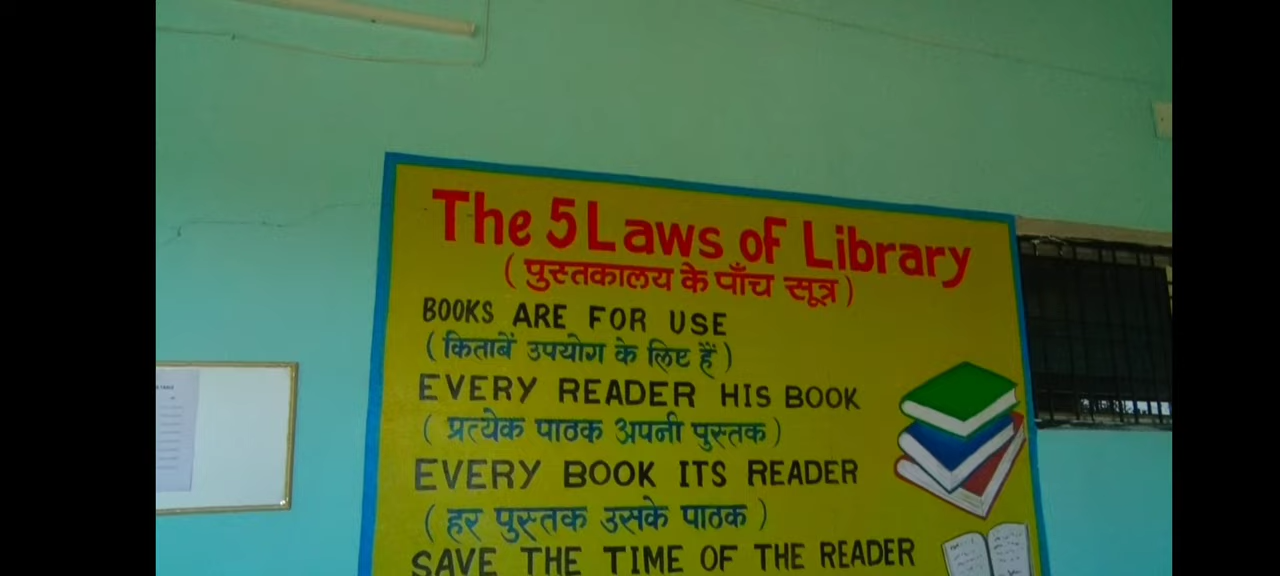 The 5 Laws of Library
(पुस्तकालय के पाँच सूत्र)
BOOKS ARE FOR USE
(किताबें उपयोग के लिए हैं)
EVERY READER HIS BOOK
(प्रत्येक पाठक अपनी पुस्तक)
EVERY BOOK ITS READER
(हर पुस्तक उसके पाठक)
SAVE THE TIME OF THE READER